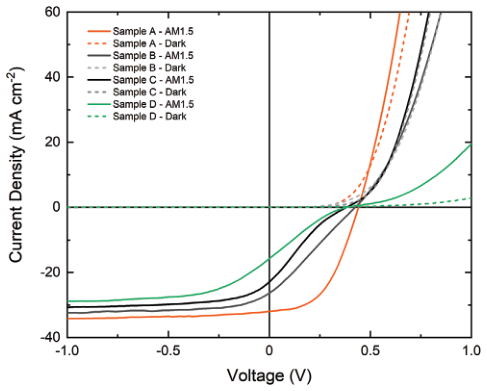 60
40
20
0
-20
-40
-1.0
-0.5
0
0.5
1.0
Current Density (mA cm-2)
Voltage (V)
Sample A - AM1.5
Sample A - Dark
Sample B - AM1.5
Sample B - Dark
Sample C - AM1.5
Sample C - Dark
Sample D - AM1.5
Sample D - Dark